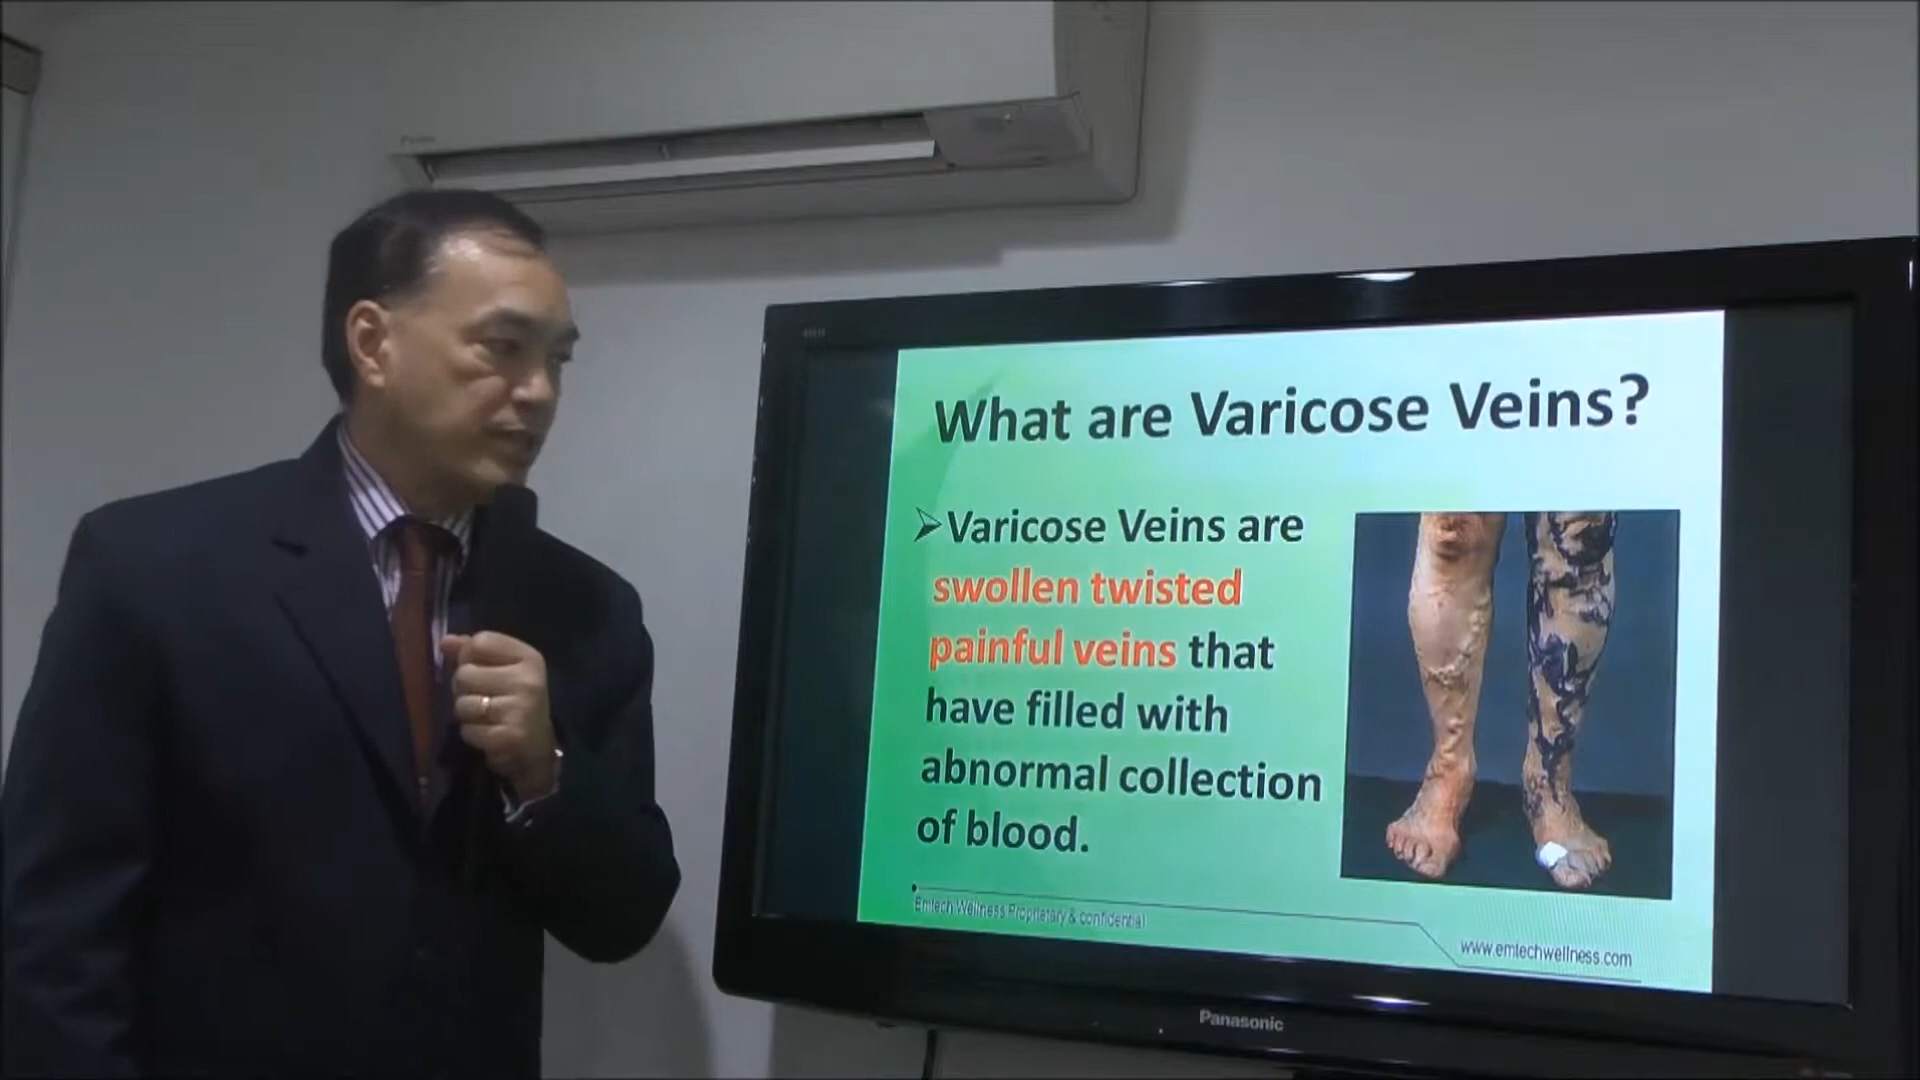 What are Varicose Veins?
➢Varicose Veins are
swollen twisted
painful veins that
have filled with
abnormal collection
of blood.
Emtech Wellness Proprietary & confidential
www.emtechwellness.com
Panasonic